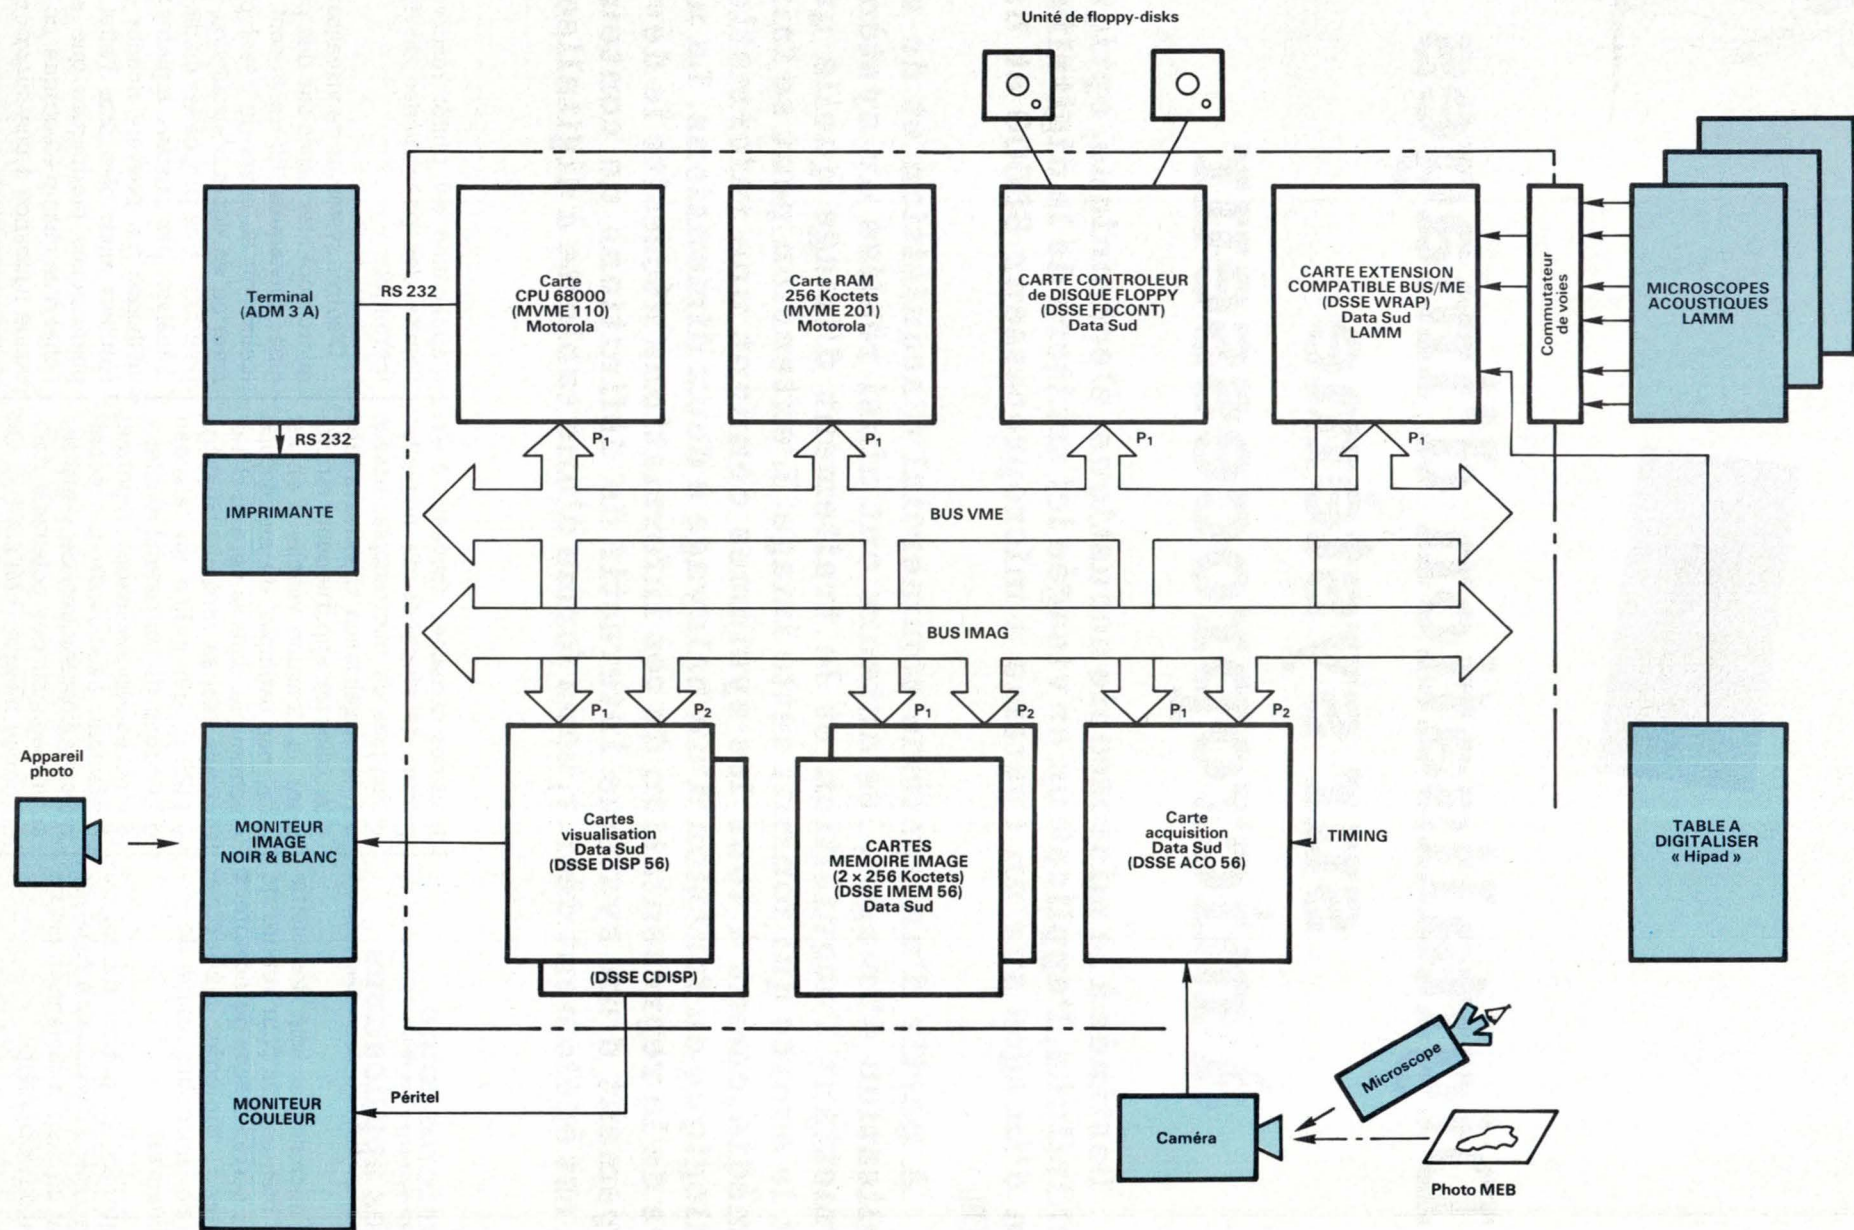 Unité de floppy-disks
Terminal
(ADM 3 A)
RS 232
Carte
CPU 68000
(MVME 110)
Motorola
Carte RAM
256 Koctets
(MVME 201)
Motorola
CARTE CONTROLEUR
de DISQUE FLOPPY
(DSSE FDCONT)
Data Sud
CARTE EXTENSION
COMPATIBLE BUS/ME
(DSSE WRAP)
Data Sud
LAMM
Commutateur
de voies
MICROSCOPES
ACOUSTIQUES
LAMM
RS 232
P1
P1
P1
P1
IMPRIMANTE
BUS VME
BUS IMAG
P1
P2
P1
P2
P1
P2
Appareil
photo
MONITEUR
IMAGE
NOIR & BLANC
Cartes
visualisation
Data Sud
(DSSE DISP 56)
(DSSE CDISP)
CARTES
MEMOIRE IMAGE
(2 × 256 Koctets)
(DSSE IMEM 56)
Data Sud
Carte
acquisition
Data Sud
(DSSE ACO 56)
TIMING
TABLE A
DIGITALISER
« Hipad »
MONITEUR
COULEUR
Péritel
Caméra
Microscope
Photo MEB